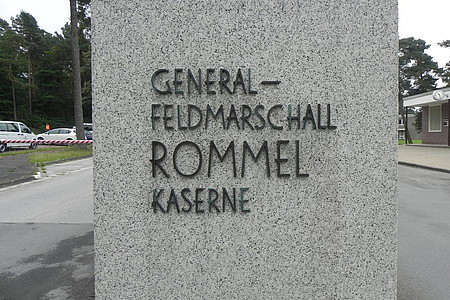 GENERAL–
FELDMARSCHALL
ROMMEL
KASERNE